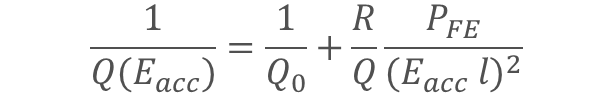 1/Q(E_acc) = 1/Q_0 + R/Q P_FE/(E_acc l)^2